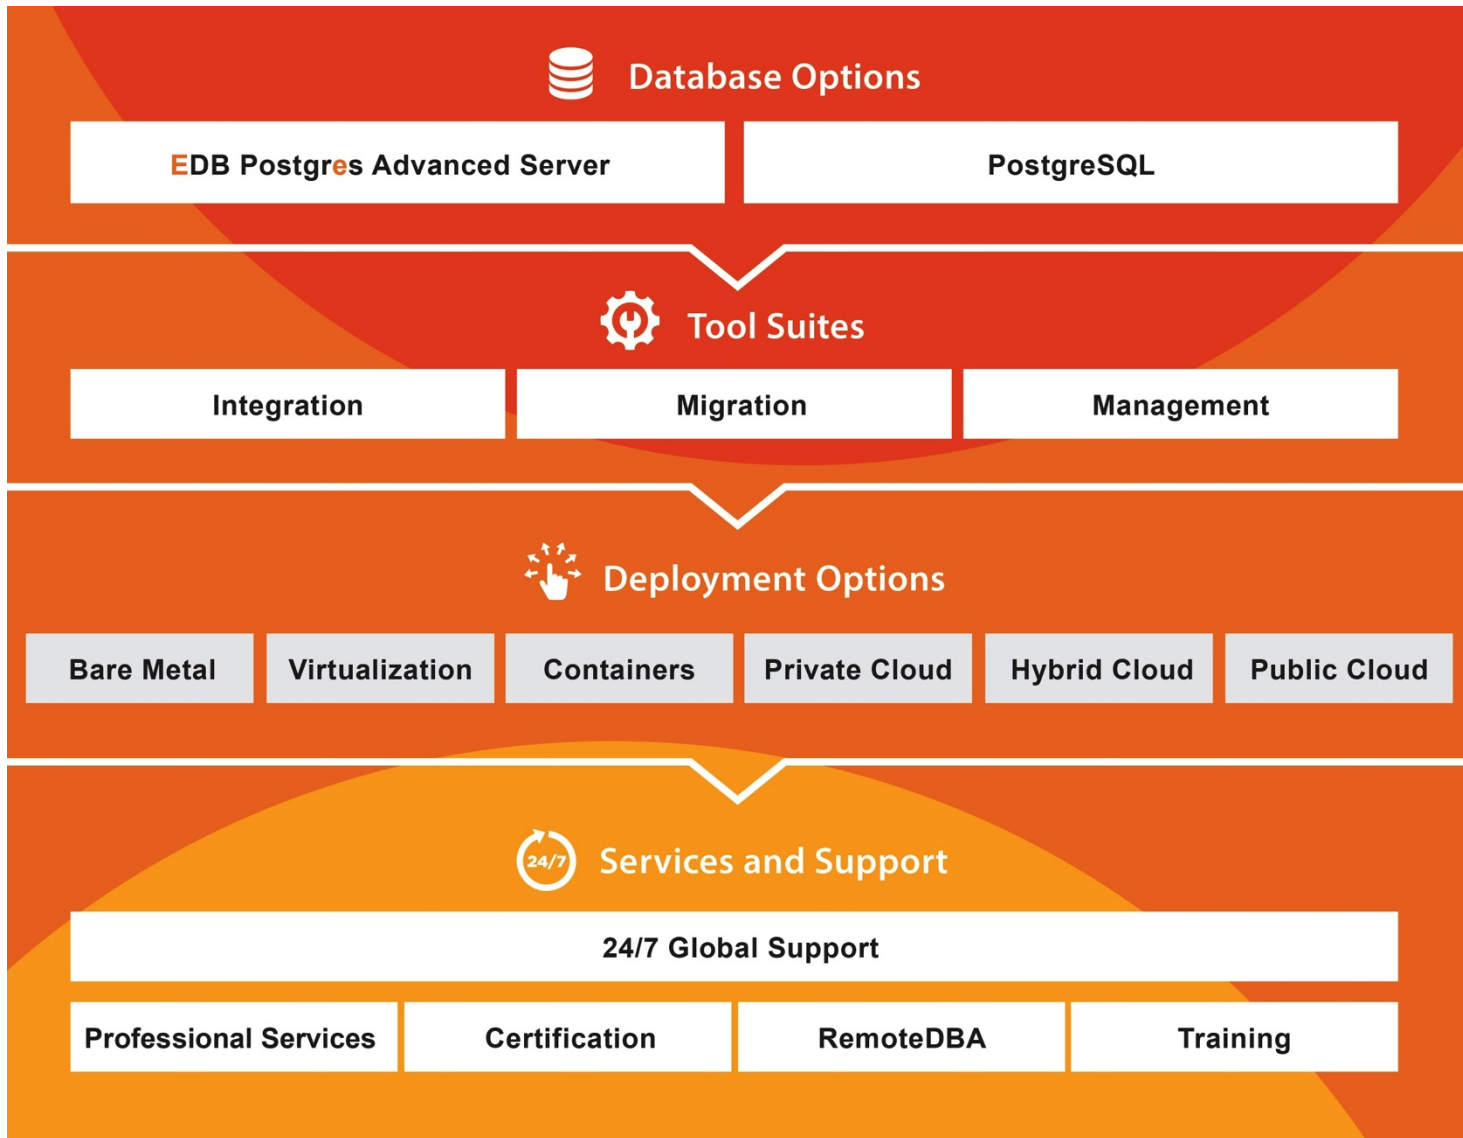 Database Options
EDB Postgres Advanced Server
PostgreSQL
Tool Suites
Integration
Migration
Management
Deployment Options
Bare Metal
Virtualization
Containers
Private Cloud
Hybrid Cloud
Public Cloud
24/7
Services and Support
24/7 Global Support
Professional Services
Certification
RemoteDBA
Training